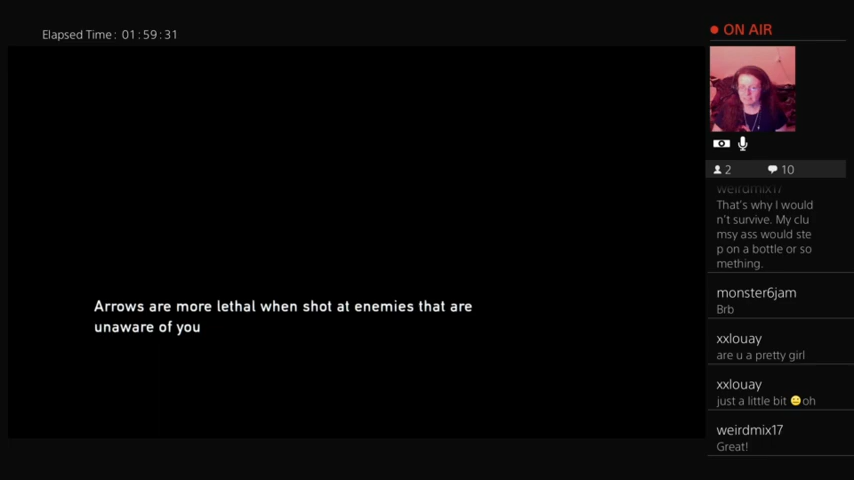 Elapsed Time: 01:59:31
ON AIR
2
10
weirdmix17
That's why I would
n't survive. My clu
msy ass would ste
p on a bottle or so
mething.
monster6jam
Brb
xxlouay
are u a pretty girl
xxlouay
just a little bit 😀oh
weirdmix17
Great!
Arrows are more lethal when shot at enemies that are
unaware of you